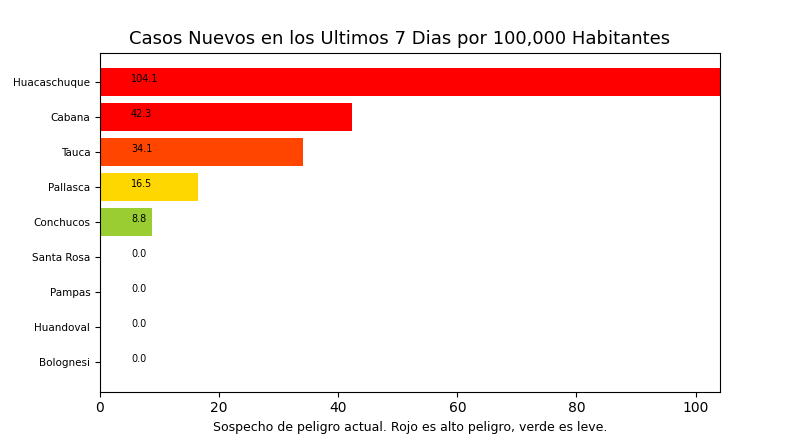 Casos Nuevos en los Ultimos 7 Dias por 100,000 Habitantes
Huacaschuque 104.1
Cabana 42.3
Tauca 34.1
Pallasca 16.5
Conchucos 8.8
Santa Rosa 0.0
Pampas 0.0
Huandoval 0.0
Bolognesi 0.0
0 20 40 60 80 100
Sospecho de peligro actual. Rojo es alto peligro, verde es leve.